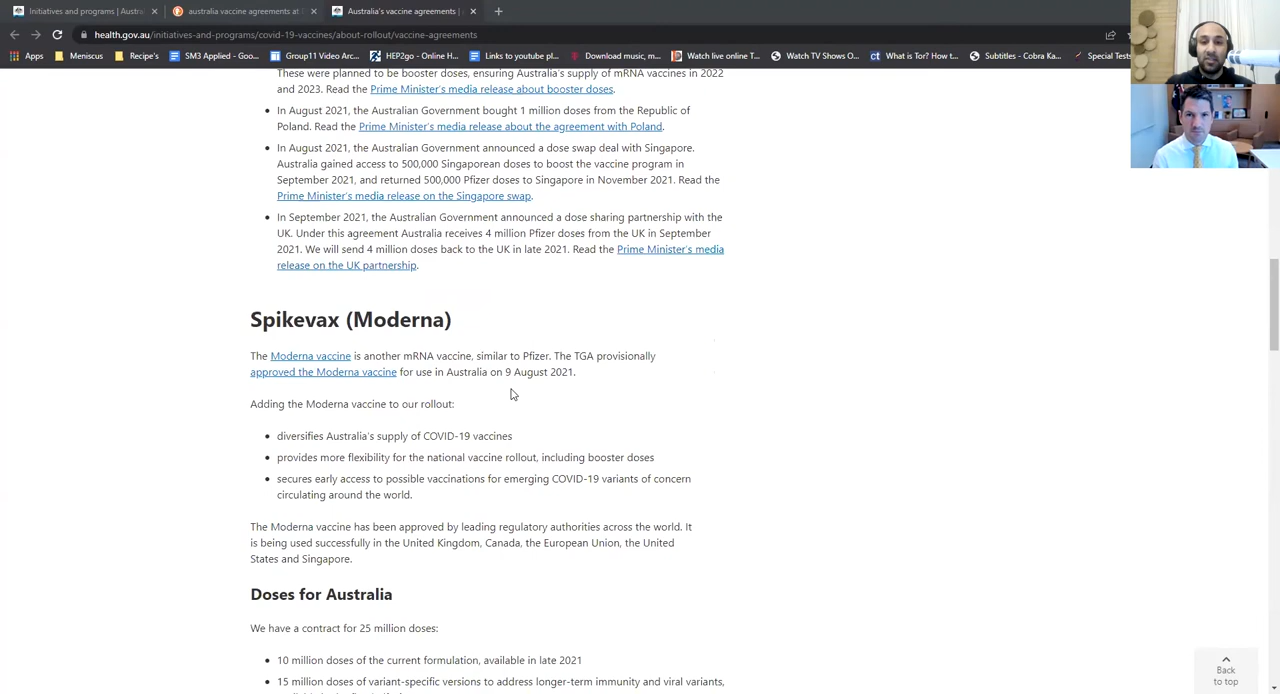 Initiatives and programs | Austral
australia vaccine agreements at D
Australia's vaccine agreements |
health.gov.au/initiatives-and-programs/covid-19-vaccines/about-rollout/vaccine-agreements
Apps Meniscus Recipe's SM3 Applied - Goo... Group11 Video Arc... HEP2go - Online H... Links to youtube pl... Download music, m... Watch live online T... Watch TV Shows O... What is Tor? How t... Subtitles - Cobra Ka... Special Tests
These were planned to be booster doses, ensuring Australia's supply of mRNA vaccines in 2022
and 2023. Read the Prime Minister's media release about booster doses.
• In August 2021, the Australian Government bought 1 million doses from the Republic of
Poland. Read the Prime Minister's media release about the agreement with Poland.
• In August 2021, the Australian Government announced a dose swap deal with Singapore.
Australia gained access to 500,000 Singaporean doses to boost the vaccine program in
September 2021, and returned 500,000 Pfizer doses to Singapore in November 2021. Read the
Prime Minister's media release on the Singapore swap.
• In September 2021, the Australian Government announced a dose sharing partnership with the
UK. Under this agreement Australia receives 4 million Pfizer doses from the UK in September
2021. We will send 4 million doses back to the UK in late 2021. Read the Prime Minister's media
release on the UK partnership.
Spikevax (Moderna)
The Moderna vaccine is another mRNA vaccine, similar to Pfizer. The TGA provisionally
approved the Moderna vaccine for use in Australia on 9 August 2021.
Adding the Moderna vaccine to our rollout:
• diversifies Australia's supply of COVID-19 vaccines
• provides more flexibility for the national vaccine rollout, including booster doses
• secures early access to possible vaccinations for emerging COVID-19 variants of concern
circulating around the world.
The Moderna vaccine has been approved by leading regulatory authorities across the world. It
is being used successfully in the United Kingdom, Canada, the European Union, the United
States and Singapore.
Doses for Australia
We have a contract for 25 million doses:
• 10 million doses of the current formulation, available in late 2021
• 15 million doses of variant-specific versions to address longer-term immunity and viral variants,
Back
to top